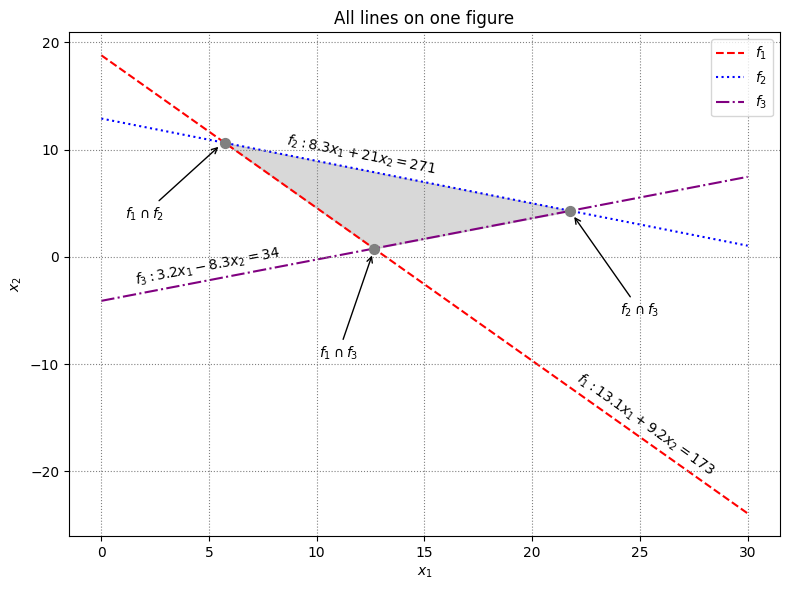 All lines on one figure
f₁
f₂
f₃
20
10
0
−10
−20
f₂ : 8.3x₁ + 21x₂ = 271
f₁ ∩ f₂
f₃ : 3.2x₁ − 8.3x₂ = 34
f₂ ∩ f₃
f₁ ∩ f₃
f₁ : 13.1x₁ + 9.2x₂ = 173
x₂
0 5 10 15 20 25 30
x₁